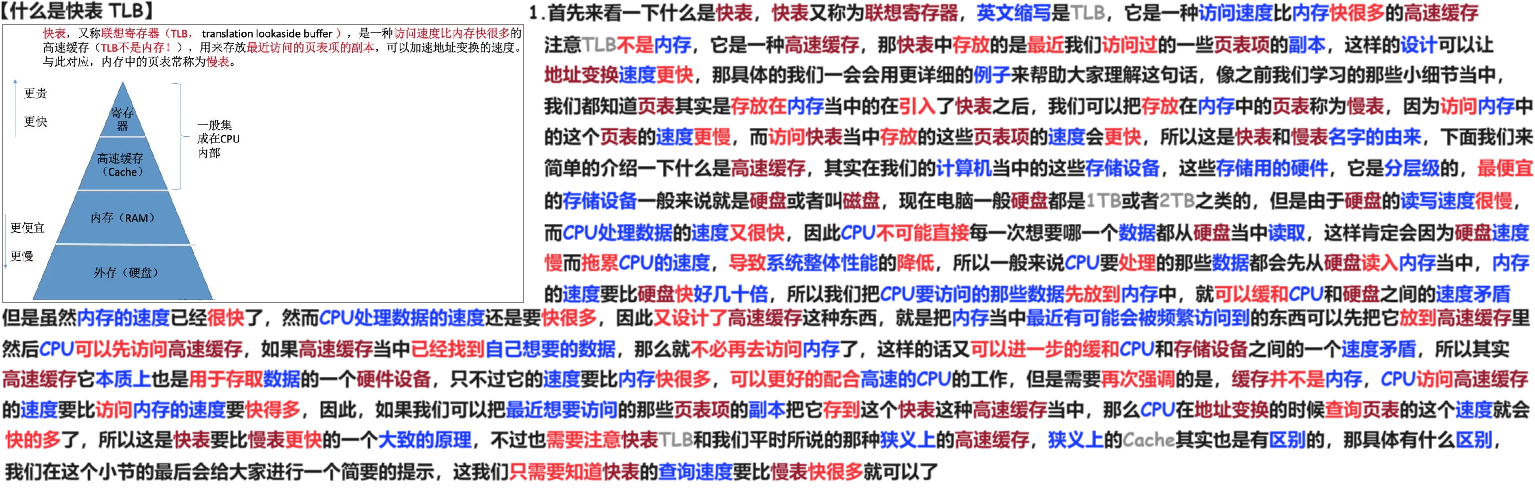 【什么是快表 TLB】
快表，又称联想寄存器（TLB， translation lookaside buffer ），是一种访问速度比内存快很多的
高速缓存（TLB不是内存！），用来存放最近访问的页表项的副本，可以加速地址变换的速度。
与此对应，内存中的页表常称为慢表。
更贵
更快
寄存
器
高速缓存
（Cache）
一般集
成在CPU
内部
内存（RAM）
更便宜
更慢
外存（硬盘）
1.首先来看一下什么是快表，快表又称为联想寄存器，英文缩写是TLB，它是一种访问速度比内存快很多的高速缓存
注意TLB不是内存，它是一种高速缓存，那快表中存放的是最近我们访问过的一些页表项的副本，这样的设计可以让
地址变换速度更快，那具体的我们一会会用更详细的例子来帮助大家理解这句话，像之前我们学习的那些小细节当中，
我们都知道页表其实是存放在内存当中的在引入了快表之后，我们可以把存放在内存中的页表称为慢表，因为访问内存中
的这个页表的速度更慢，而访问快表当中存放的这些页表项的速度会更快，所以这是快表和慢表名字的由来，下面我们来
简单的介绍一下什么是高速缓存，其实在我们的计算机当中的这些存储设备，这些存储用的硬件，它是分层级的，最便宜
的存储设备一般来说就是硬盘或者叫磁盘，现在电脑一般硬盘都是1TB或者2TB之类的，但是由于硬盘的读写速度很慢，
而CPU处理数据的速度又很快，因此CPU不可能直接每一次想要哪一个数据都从硬盘当中读取，这样肯定会因为硬盘速度
慢而拖累CPU的速度，导致系统整体性能的降低，所以一般来说CPU要处理的那些数据都会先从硬盘读入内存当中，内存
的速度要比硬盘快好几十倍，所以我们把CPU要访问的那些数据先放到内存中，就可以缓和CPU和硬盘之间的速度矛盾
但是虽然内存的速度已经很快了，然而CPU处理数据的速度还是要快很多，因此又设计了高速缓存这种东西，就是把内存当中最近有可能会被频繁访问到的东西可以先把它放到高速缓存里
然后CPU可以先访问高速缓存，如果高速缓存当中已经找到自己想要的数据，那么就不必再去访问内存了，这样的话又可以进一步的缓和CPU和存储设备之间的一个速度矛盾，所以其实
高速缓存它本质上也是用于存取数据的一个硬件设备，只不过它的速度要比内存快很多，可以更好的配合高速的CPU的工作，但是需要再次强调的是，缓存并不是内存，CPU访问高速缓存
的速度要比访问内存的速度要快得多，因此，如果我们可以把最近想要访问的那些页表项的副本把它存到这个快表这种高速缓存当中，那么CPU在地址变换的时候查询页表的这个速度就会
快的多了，所以这是快表要比慢表更快的一个大致的原理，不过也需要注意快表TLB和我们平时所说的那种狭义上的高速缓存，狭义上的Cache其实也是有区别的，那具体有什么区别，
我们在这个小节的最后会给大家进行一个简要的提示，这我们只需要知道快表的查询速度要比慢表快很多就可以了